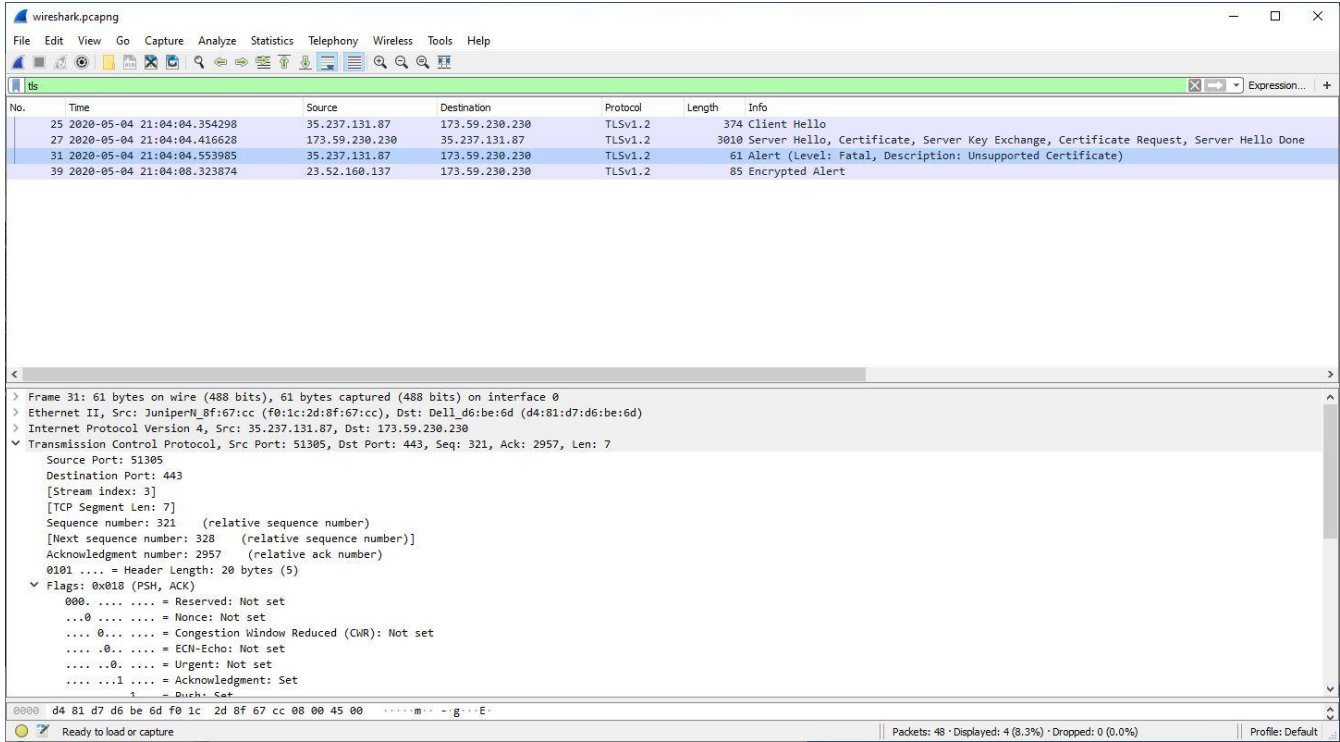 wireshark.pcapng
File Edit View Go Capture Analyze Statistics Telephony Wireless Tools Help
tls
Expression... +
No. Time Source Destination Protocol Length Info
25 2020-05-04 21:04:04.354298 35.237.131.87 173.59.230.230 TLSv1.2 374 Client Hello
27 2020-05-04 21:04:04.416628 173.59.230.230 35.237.131.87 TLSv1.2 3010 Server Hello, Certificate, Server Key Exchange, Certificate Request, Server Hello Done
31 2020-05-04 21:04:04.553985 35.237.131.87 173.59.230.230 TLSv1.2 61 Alert (Level: Fatal, Description: Unsupported Certificate)
39 2020-05-04 21:04:08.323874 23.52.160.137 173.59.230.230 TLSv1.2 85 Encrypted Alert
> Frame 31: 61 bytes on wire (488 bits), 61 bytes captured (488 bits) on interface 0
> Ethernet II, Src: JuniperN_8f:67:cc (f0:1c:2d:8f:67:cc), Dst: Dell_d6:be:6d (d4:81:d7:d6:be:6d)
> Internet Protocol Version 4, Src: 35.237.131.87, Dst: 173.59.230.230
Transmission Control Protocol, Src Port: 51305, Dst Port: 443, Seq: 321, Ack: 2957, Len: 7
Source Port: 51305
Destination Port: 443
[Stream index: 3]
[TCP Segment Len: 7]
Sequence number: 321 (relative sequence number)
[Next sequence number: 328 (relative sequence number)]
Acknowledgment number: 2957 (relative ack number)
0101 .... = Header Length: 20 bytes (5)
Flags: 0x018 (PSH, ACK)
000. .... .... = Reserved: Not set
...0 .... .... = Nonce: Not set
.... 0... .... = Congestion Window Reduced (CWR): Not set
.... .0.. .... = ECN-Echo: Not set
.... ..0. .... = Urgent: Not set
.... ...1 .... = Acknowledgment: Set
.... .... 1... = Push: Set
0000 d4 81 d7 d6 be 6d f0 1c 2d 8f 67 cc 08 00 45 00 ·····m·· -·g···E·
Ready to load or capture
Packets: 48 · Displayed: 4 (8.3%) · Dropped: 0 (0.0%)
Profile: Default